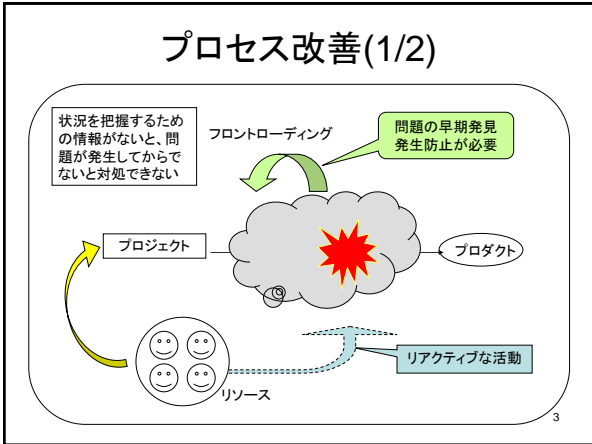 プロセス改善(1/2)
状況を把握するため
の情報がないと、問
題が発生してからで
ないと対処できない
フロントローディング
問題の早期発見
発生防止が必要
プロジェクト
プロダクト
リアクティブな活動
リソース
3